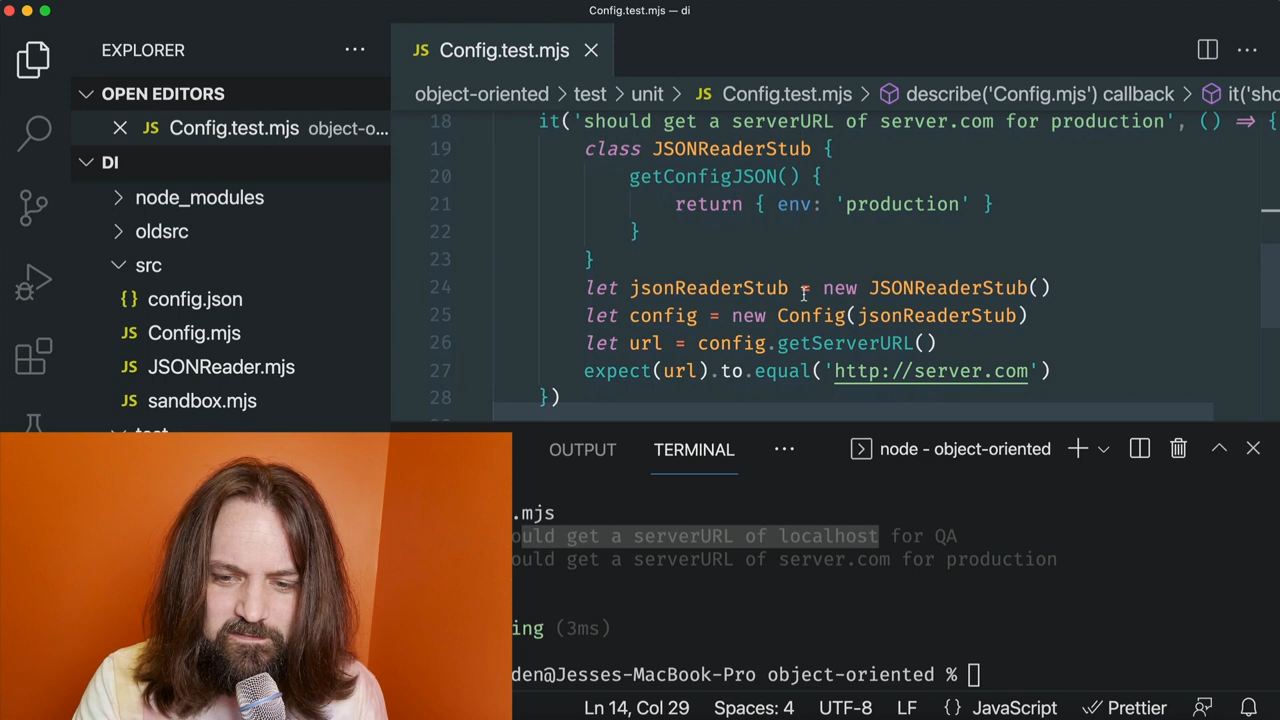 Config.test.mjs — di
EXPLORER
OPEN EDITORS
JS Config.test.mjs object-o...
DI
node_modules
oldsrc
src
{} config.json
JS Config.mjs
JS JSONReader.mjs
JS sandbox.mjs
JS Config.test.mjs
object-oriented > test > unit > JS Config.test.mjs > describe('Config.mjs') callback > it('sho
18 it('should get a serverURL of server.com for production', () => {
19 class JSONReaderStub {
20 getConfigJSON() {
21 return { env: 'production' }
22 }
23 }
24 let jsonReaderStub = new JSONReaderStub()
25 let config = new Config(jsonReaderStub)
26 let url = config.getServerURL()
27 expect(url).to.equal('http://server.com')
28 })
OUTPUT TERMINAL ... node - object-oriented
.mjs
ould get a serverURL of localhost for QA
ould get a serverURL of server.com for production
ing (3ms)
den@Jesses-MacBook-Pro object-oriented %
Ln 14, Col 29 Spaces: 4 UTF-8 LF {} JavaScript Prettier